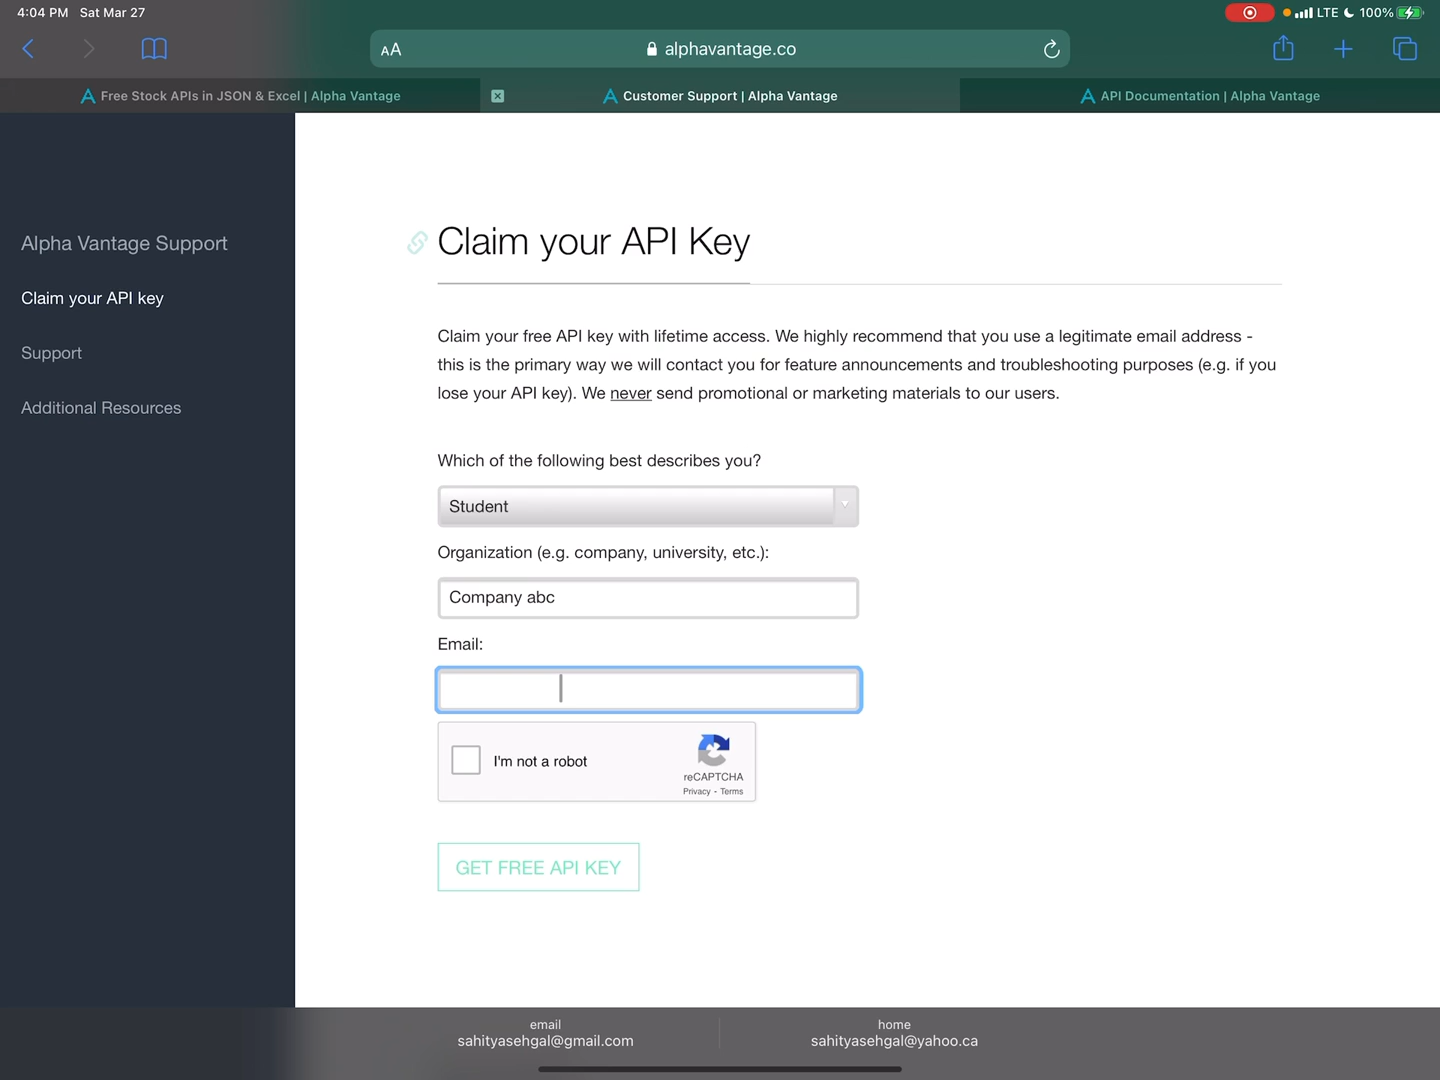 4:04 PM Sat Mar 27
LTE 100%
AA alphavantage.co
Free Stock APIs in JSON & Excel | Alpha Vantage
Customer Support | Alpha Vantage
API Documentation | Alpha Vantage
Alpha Vantage Support
Claim your API key
Support
Additional Resources
Claim your API Key
Claim your free API key with lifetime access. We highly recommend that you use a legitimate email address -
this is the primary way we will contact you for feature announcements and troubleshooting purposes (e.g. if you
lose your API key). We never send promotional or marketing materials to our users.
Which of the following best describes you?
Student
Organization (e.g. company, university, etc.):
Company abc
Email:
I'm not a robot
reCAPTCHA
Privacy - Terms
GET FREE API KEY
email
sahityasehgal@gmail.com
home
sahityasehgal@yahoo.ca